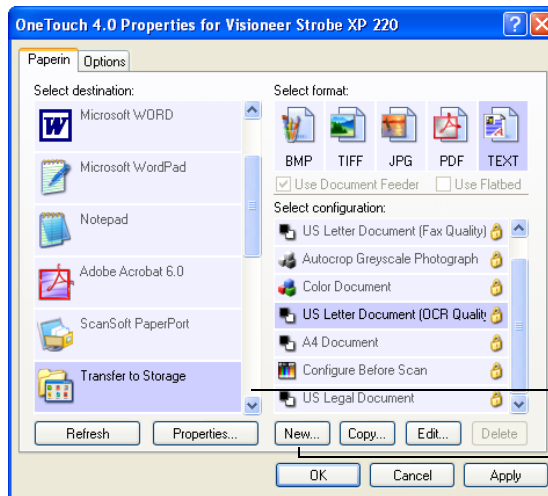 OneTouch 4.0 Properties for Visioneer Strobe XP 220
Paperin Options
Select destination:
Microsoft WORD
Microsoft WordPad
Notepad
Adobe Acrobat 6.0
ScanSoft PaperPort
Transfer to Storage
Refresh Properties...
Select format:
BMP TIFF JPG PDF TEXT
Use Document Feeder Use Flatbed
Select configuration:
US Letter Document (Fax Quality)
Autocrop Greyscale Photograph
Color Document
US Letter Document (OCR Qualit
A4 Document
Configure Before Scan
US Legal Document
New... Copy... Edit... Delete
OK Cancel Apply